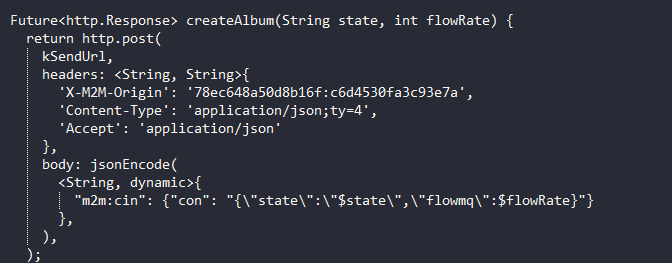 Future<http.Response> createAlbum(String state, int flowRate) {
  return http.post(
    kSendUrl,
    headers: <String, String>{
      'X-M2M-Origin': '78ec648a50d8b16f:c6d4530fa3c93e7a',
      'Content-Type': 'application/json;ty=4',
      'Accept': 'application/json'
    },
    body: jsonEncode(
      <String, dynamic>{
        "m2m:cin": {"con": "{\"state\":\"$state\",\"flowmq\":$flowRate}"}
      },
    ),
  );